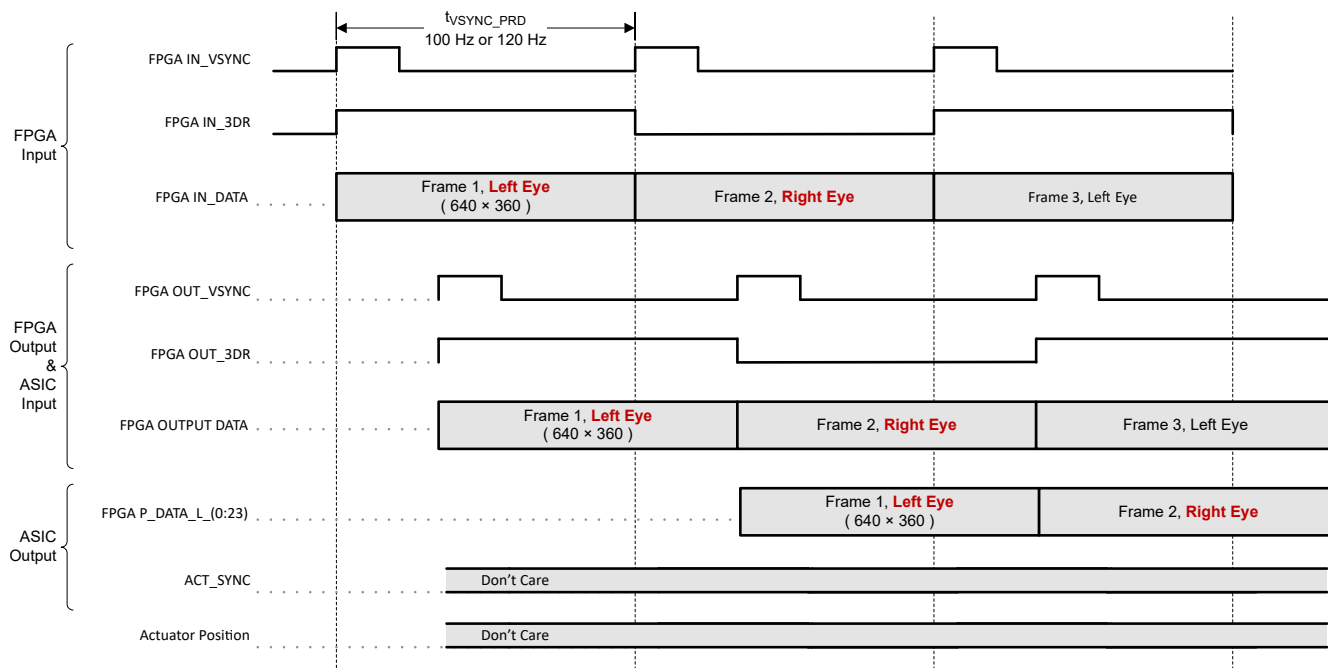 tVSYNC_PRD
100 Hz or 120 Hz
FPGA
Input
FPGA IN_VSYNC
FPGA IN_3DR
FPGA IN_DATA
Frame 1, Left Eye
( 640 × 360 )
Frame 2, Right Eye
Frame 3, Left Eye
FPGA
Output
&
ASIC
Input
FPGA OUT_VSYNC
FPGA OUT_3DR
FPGA OUTPUT DATA
Frame 1, Left Eye
( 640 × 360 )
Frame 2, Right Eye
Frame 3, Left Eye
ASIC
Output
FPGA P_DATA_L_(0:23)
Frame 1, Left Eye
( 640 × 360 )
Frame 2, Right Eye
ACT_SYNC
Don't Care
Actuator Position
Don't Care